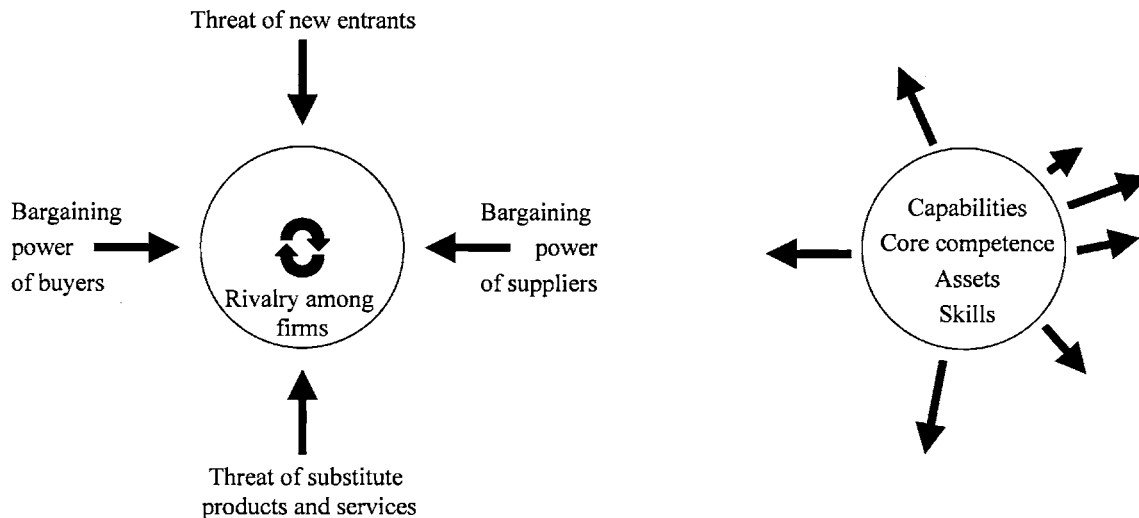 Threat of new entrants
Bargaining
power
of buyers
Rivalry among
firms
Bargaining
power
of suppliers
Threat of substitute
products and services
Capabilities
Core competence
Assets
Skills